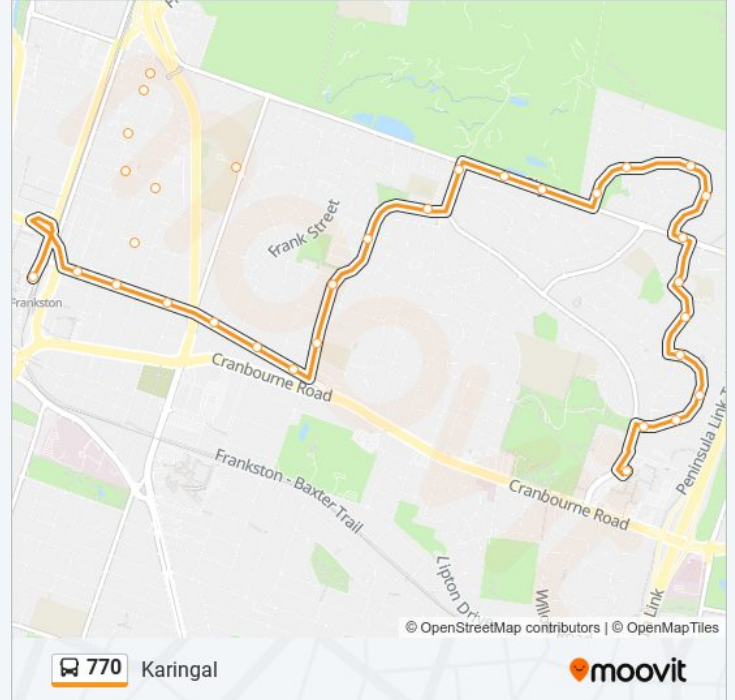 Frank Street
Frankston
Cranbourne Road
Frankston - Baxter Trail
Cranbourne Road
Peninsula Link T
Lipton Drive
Link
© OpenStreetMap contributors | © OpenMapTiles
770 Karingal
moovit